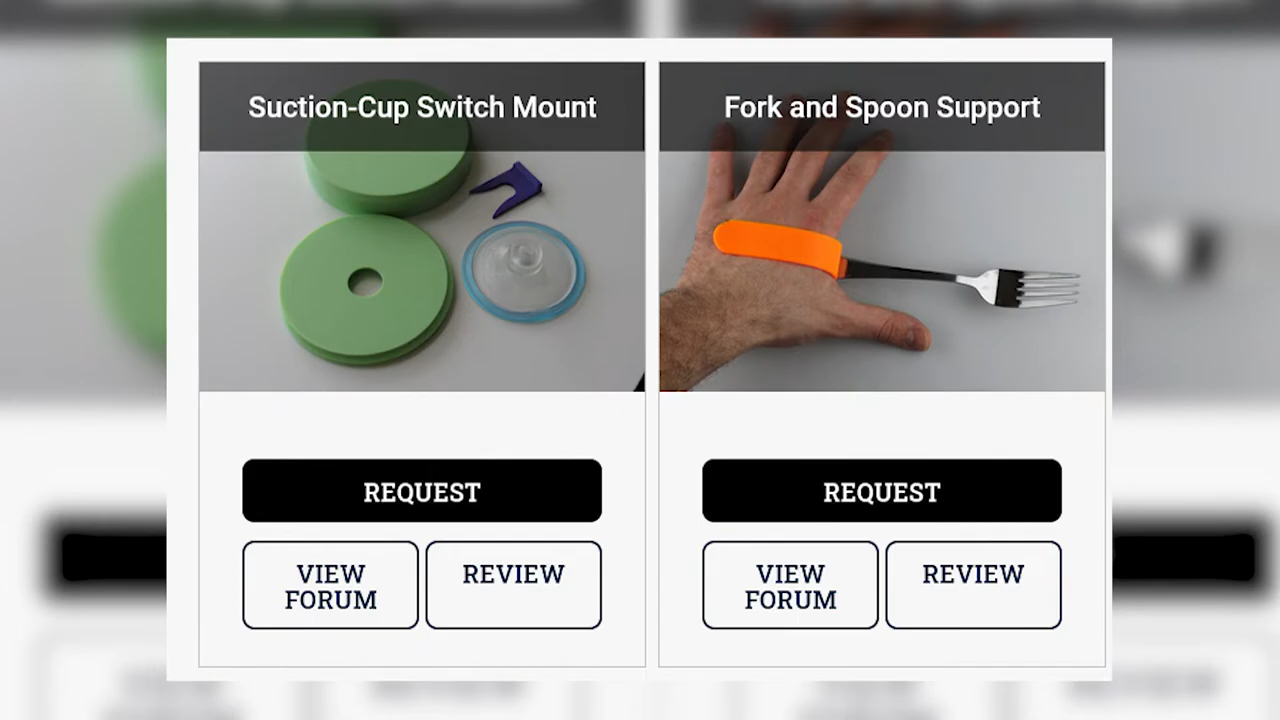 Suction-Cup Switch Mount
REQUEST
VIEW
FORUM
REVIEW
Fork and Spoon Support
REQUEST
VIEW
FORUM
REVIEW